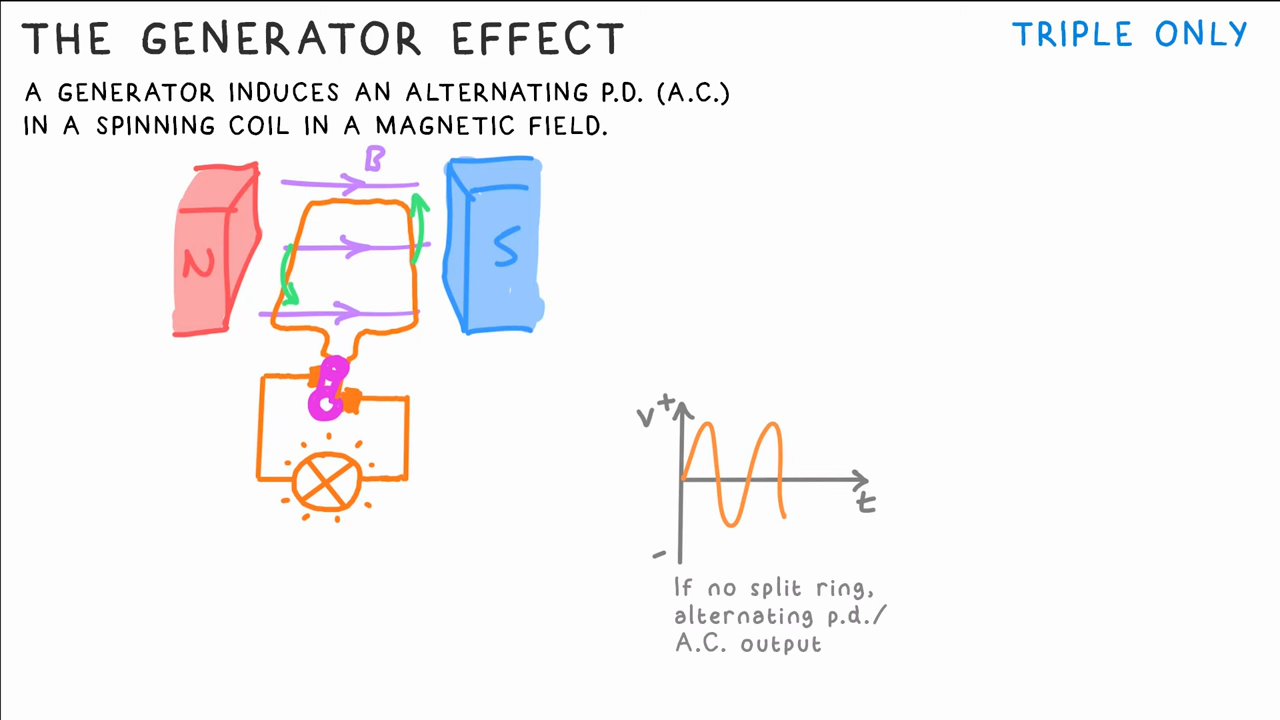 THE GENERATOR EFFECT
TRIPLE ONLY
A GENERATOR INDUCES AN ALTERNATING P.D. (A.C.)
IN A SPINNING COIL IN A MAGNETIC FIELD.
B
N
S
V +
t
-
If no split ring,
alternating p.d./
A.C. output